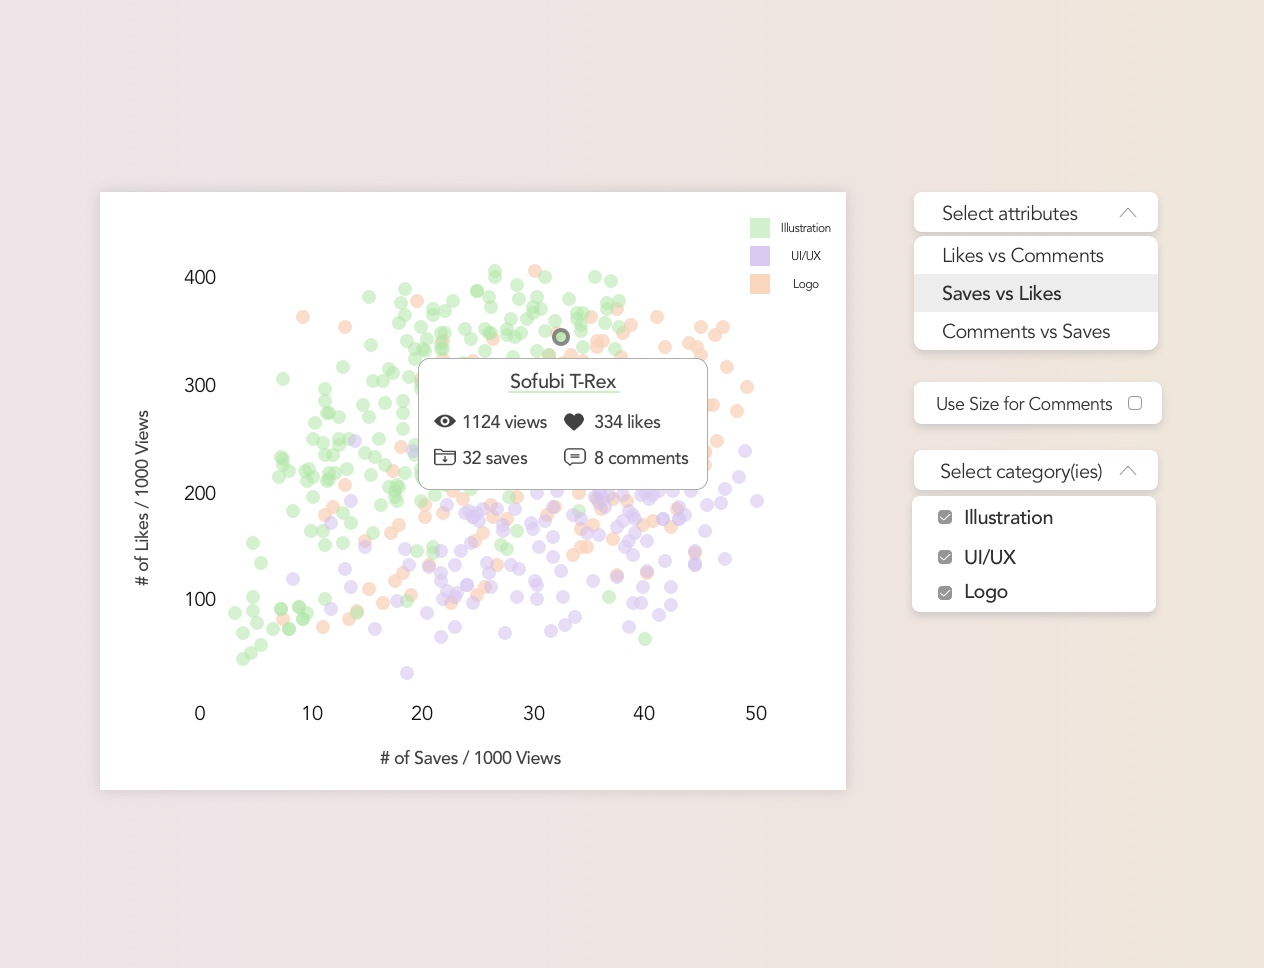 Illustration
UI/UX
Logo
400
300
200
100
# of Likes / 1000 Views
Sofubi T-Rex
1124 views
334 likes
32 saves
8 comments
0 10 20 30 40 50
# of Saves / 1000 Views
Select attributes
Likes vs Comments
Saves vs Likes
Comments vs Saves
Use Size for Comments
Select category(ies)
Illustration
UI/UX
Logo